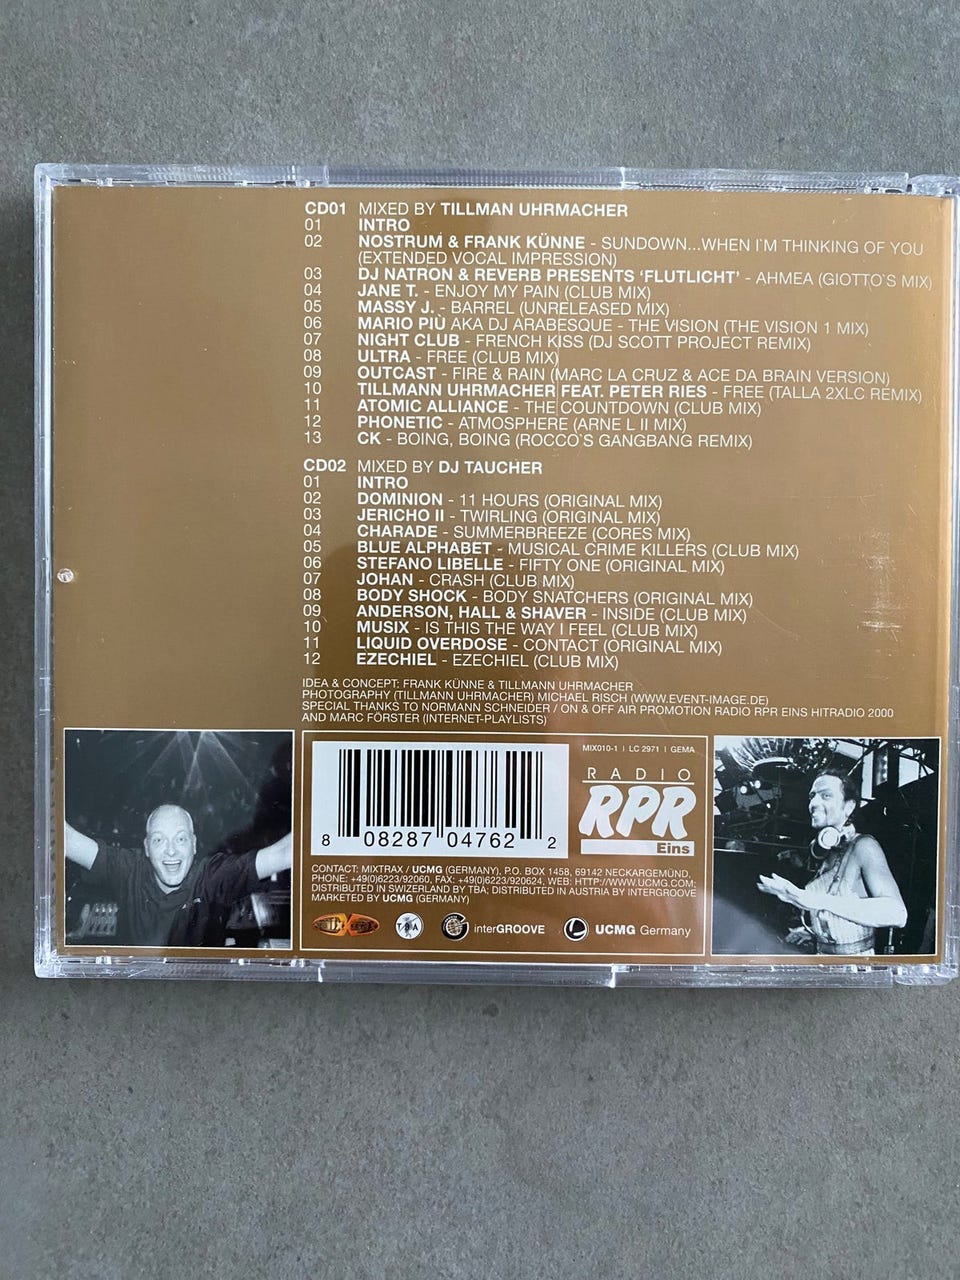 CD01 MIXED BY TILLMAN UHRMACHER
01 INTRO
02 NOSTRUM & FRANK KÜNNE - SUNDOWN...WHEN I`M THINKING OF YOU
(EXTENDED VOCAL IMPRESSION)
03 DJ NATRON & REVERB PRESENTS ‘FLUTLICHT’ - AHMEA (GIOTTO`S MIX)
04 JANE T. - ENJOY MY PAIN (CLUB MIX)
05 MASSY J. - BARREL (UNRELEASED MIX)
06 MARIO PIÙ AKA DJ ARABESQUE - THE VISION (THE VISION 1 MIX)
07 NIGHT CLUB - FRENCH KISS (DJ SCOTT PROJECT REMIX)
08 ULTRA - FREE (CLUB MIX)
09 OUTCAST - FIRE & RAIN (MARC LA CRUZ & ACE DA BRAIN VERSION)
10 TILLMANN UHRMACHER FEAT. PETER RIES - FREE (TALLA 2XLC REMIX)
11 ATOMIC ALLIANCE - THE COUNTDOWN (CLUB MIX)
12 PHONETIC - ATMOSPHERE (ARNE L II MIX)
13 CK - BOING, BOING (ROCCO`S GANGBANG REMIX)
CD02 MIXED BY DJ TAUCHER
01 INTRO
02 DOMINION - 11 HOURS (ORIGINAL MIX)
03 JERICHO II - TWIRLING (ORIGINAL MIX)
04 CHARADE - SUMMERBREEZE (CORES MIX)
05 BLUE ALPHABET - MUSICAL CRIME KILLERS (CLUB MIX)
06 STEFANO LIBELLE - FIFTY ONE (ORIGINAL MIX)
07 JOHAN - CRASH (CLUB MIX)
08 BODY SHOCK - BODY SNATCHERS (ORIGINAL MIX)
09 ANDERSON, HALL & SHAVER - INSIDE (CLUB MIX)
10 MUSIX - IS THIS THE WAY I FEEL (CLUB MIX)
11 LIQUID OVERDOSE - CONTACT (ORIGINAL MIX)
12 EZECHIEL - EZECHIEL (CLUB MIX)
IDEA & CONCEPT: FRANK KÜNNE & TILLMANN UHRMACHER
PHOTOGRAPHY (TILLMANN UHRMACHER) MICHAEL RISCH (WWW.EVENT-IMAGE.DE)
SPECIAL THANKS TO NORMANN SCHNEIDER / ON & OFF AIR PROMOTION RADIO RPR EINS HITRADIO 2000
AND MARC FÖRSTER (INTERNET-PLAYLISTS)
MIX010-1 | LC 2971 | GEMA
RADIO
RPR
Eins
8 08287 04762 2
CONTACT: MIXTRAX / UCMG (GERMANY), P.O. BOX 1458, 69142 NECKARGEMÜND,
PHONE: +49(0)6223/92060, FAX: +49(0)6223/920624, WEB: HTTP://WWW.UCMG.COM;
DISTRIBUTED IN SWIZERLAND BY TBA; DISTRIBUTED IN AUSTRIA BY INTERGROOVE
MARKETED BY UCMG (GERMANY)
TBA
interGROOVE
UCMG Germany